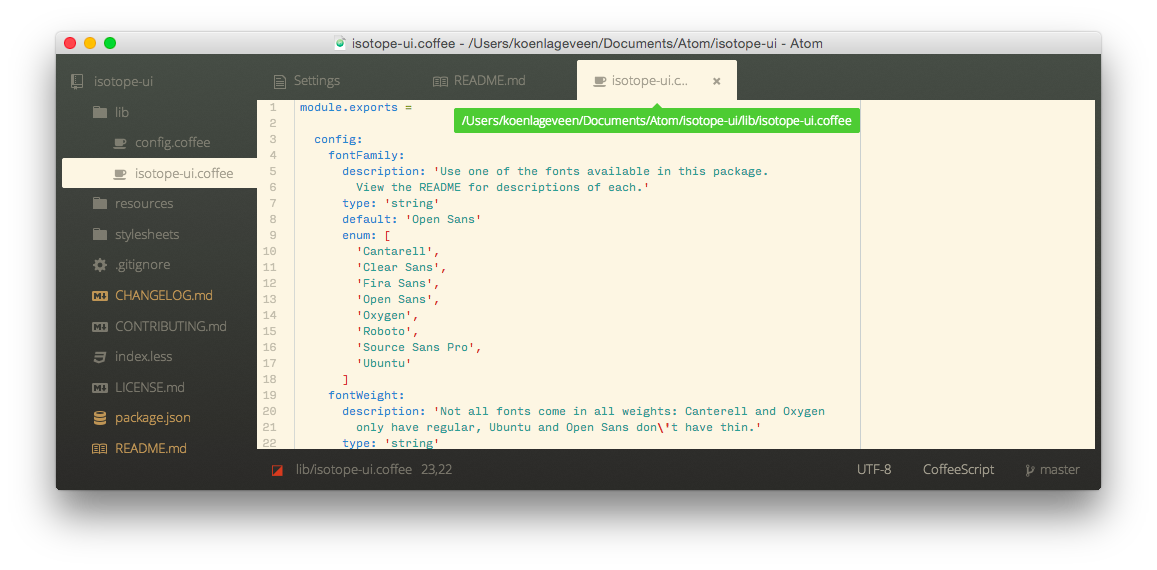 isotope-ui.coffee - /Users/koenlageveen/Documents/Atom/isotope-ui - Atom
isotope-ui
lib
config.coffee
isotope-ui.coffee
resources
stylesheets
.gitignore
CHANGELOG.md
CONTRIBUTING.md
index.less
LICENSE.md
package.json
README.md
Settings
README.md
isotope-ui.c...
/Users/koenlageveen/Documents/Atom/isotope-ui/lib/isotope-ui.coffee
1 module.exports =
2
3   config:
4     fontFamily:
5       description: 'Use one of the fonts available in this package.
6         View the README for descriptions of each.'
7       type: 'string'
8       default: 'Open Sans'
9       enum: [
10         'Cantarell',
11         'Clear Sans',
12         'Fira Sans',
13         'Open Sans',
14         'Oxygen',
15         'Roboto',
16         'Source Sans Pro',
17         'Ubuntu'
18       ]
19     fontWeight:
20       description: 'Not all fonts come in all weights: Canterell and Oxygen
21         only have regular, Ubuntu and Open Sans don\'t have thin.'
22       type: 'string'
lib/isotope-ui.coffee 23,22
UTF-8 CoffeeScript master